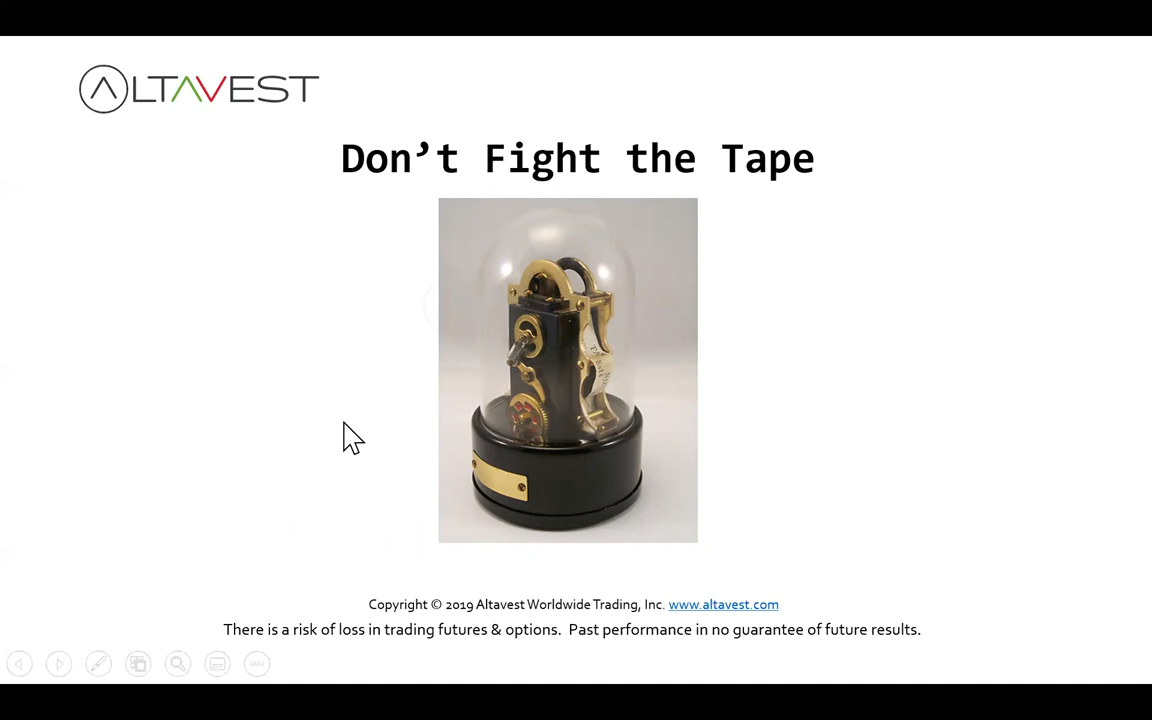 ALTAVEST
Don’t Fight the Tape
Copyright © 2019 Altavest Worldwide Trading, Inc. www.altavest.com
There is a risk of loss in trading futures & options. Past performance in no guarantee of future results.